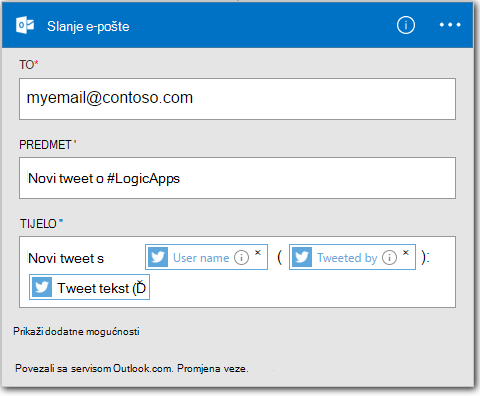 Slanje e-pošte
TO*
myemail@contoso.com
PREDMET*
Novi tweet o #LogicApps
TIJELO*
Novi tweet s User name ( Tweeted by ):
Tweet tekst (Ď
Prikaži dodatne mogućnosti
Povezali sa servisom Outlook.com. Promjena veze.